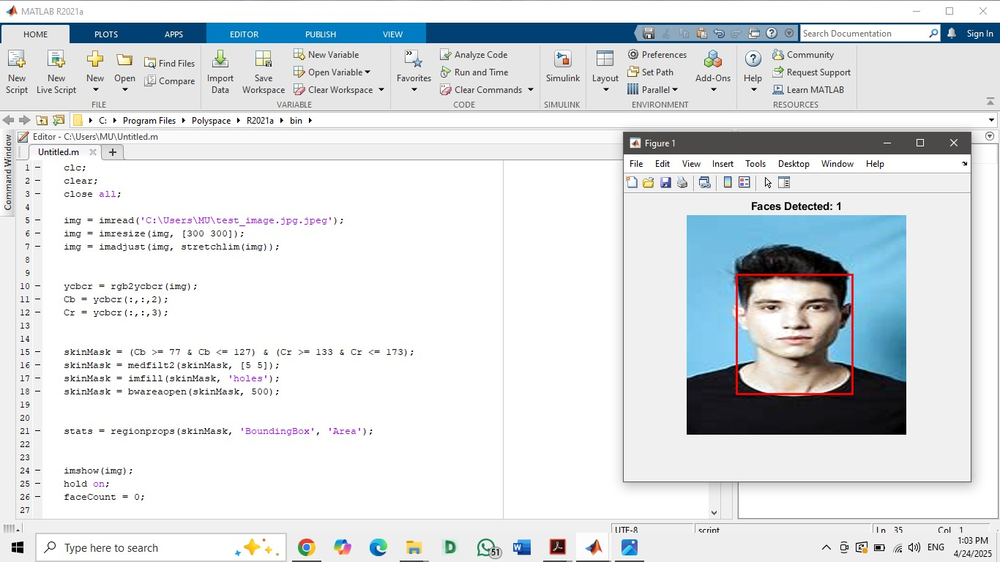 MATLAB R2021a
HOME PLOTS APPS EDITOR PUBLISH VIEW Search Documentation Sign In
New Script New Live Script New Open Find Files Compare
FILE
Import Data Save Workspace New Variable Open Variable Clear Workspace
VARIABLE
Favorites Analyze Code Run and Time Clear Commands
CODE
Simulink
SIMULINK
Layout Preferences Set Path Parallel Add-Ons
ENVIRONMENT
Help Community Request Support Learn MATLAB
RESOURCES
C: Program Files Polyspace R2021a bin
Command Window
Editor - C:\Users\MU\Untitled.m
Untitled.m
1 clc;
2 clear;
3 close all;
4
5 img = imread('C:\Users\MU\test_image.jpg.jpeg');
6 img = imresize(img, [300 300]);
7 img = imadjust(img, stretchlim(img));
8
9
10 ycbcr = rgb2ycbcr(img);
11 Cb = ycbcr(:,:,2);
12 Cr = ycbcr(:,:,3);
13
14
15 skinMask = (Cb >= 77 & Cb <= 127) & (Cr >= 133 & Cr <= 173);
16 skinMask = medfilt2(skinMask, [5 5]);
17 skinMask = imfill(skinMask, 'holes');
18 skinMask = bwareaopen(skinMask, 500);
19
20
21 stats = regionprops(skinMask, 'BoundingBox', 'Area');
22
23
24 imshow(img);
25 hold on;
26 faceCount = 0;
27
Figure 1
File Edit View Insert Tools Desktop Window Help
Faces Detected: 1
UTF-8 script Ln 35 Col 1
Type here to search
51
ENG
1:03 PM
4/24/2025